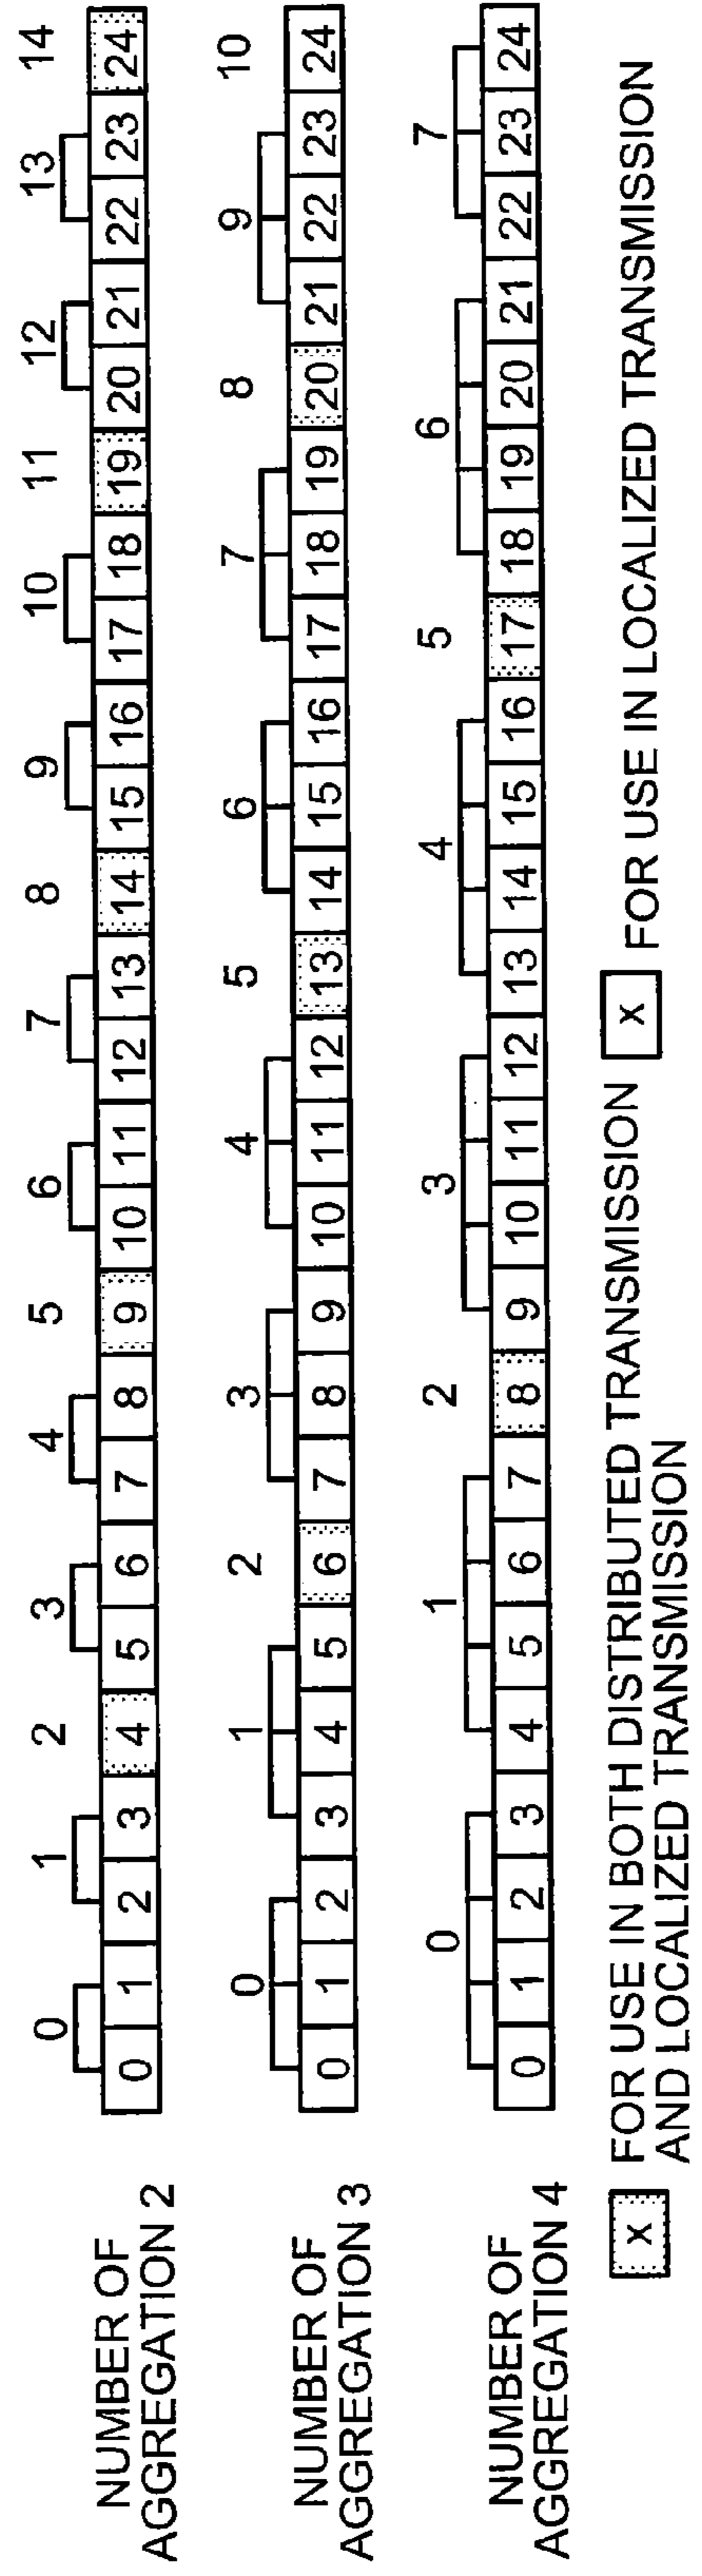 0 1 2 3 4 5 6 7 8 9 10 11 12 13 14
NUMBER OF
AGGREGATION 2
0 1 2 3 4 5 6 7 8 9 10 11 12 13 14 15 16 17 18 19 20 21 22 23 24
0 1 2 3 4 5 6 7 8 9 10
NUMBER OF
AGGREGATION 3
0 1 2 3 4 5 6 7 8 9 10 11 12 13 14 15 16 17 18 19 20 21 22 23 24
0 1 2 3 4 5 6 7
NUMBER OF
AGGREGATION 4
0 1 2 3 4 5 6 7 8 9 10 11 12 13 14 15 16 17 18 19 20 21 22 23 24
X FOR USE IN BOTH DISTRIBUTED TRANSMISSION
AND LOCALIZED TRANSMISSION
X FOR USE IN LOCALIZED TRANSMISSION